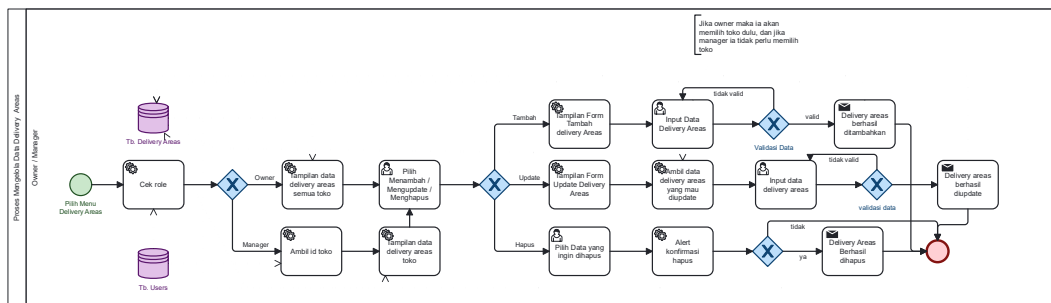 Proses Mengelola Data Delivery Areas
Owner / Manager
Jika owner maka ia akan
memilih toko dulu, dan jika
manager ia tidak perlu memilih
toko
Tb. Delivery Areas
Pilih Menu
Delivery Areas
Cek role
Tb. Users
Owner
Manager
Tampilan data
delivery areas
semua toko
Ambil id toko
Pilih
Menambah /
Mengupdate /
Menghapus
Tampilan data
delivery areas
toko
Tambah
Update
Hapus
Tampilan Form
Tambah
delivery Areas
Input Data
Delivery Areas
tidak valid
valid
Validasi Data
Delivery areas
berhasil
ditambahkan
Tampilan Form
Update Delivery
Areas
Ambil data
delivery areas
yang mau
diupdate
Input data
delivery areas
tidak valid
validasi data
Delivery areas
berhasil
diupdate
Pilih Data yang
ingin dihapus
Alert
konfirmasi
hapus
tidak
ya
Delivery Areas
Berhasil
dihapus